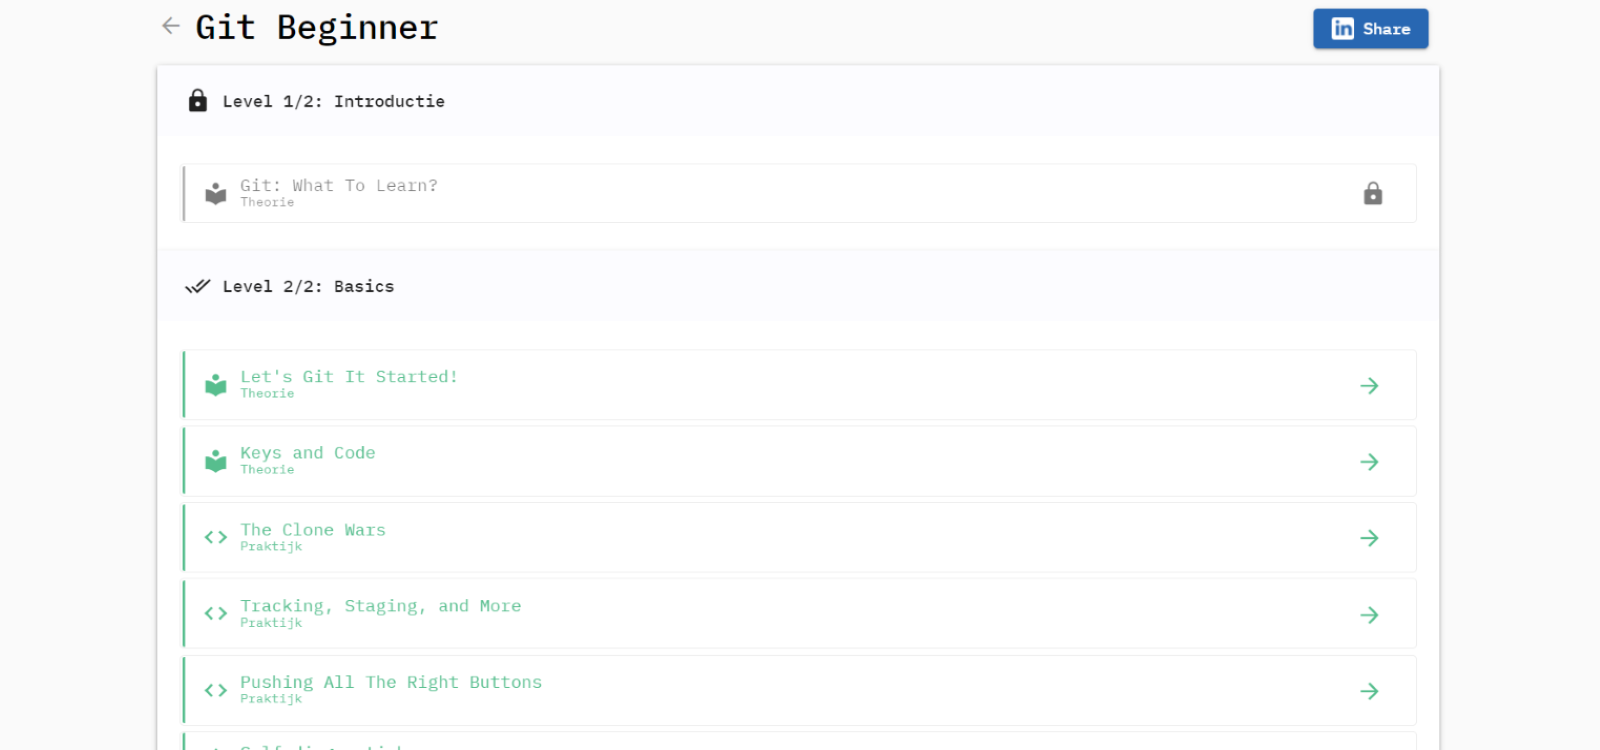 Git Beginner
in Share
Level 1/2: Introductie
Git: What To Learn?
Theorie
Level 2/2: Basics
Let's Git It Started!
Theorie
Keys and Code
Theorie
The Clone Wars
Praktijk
Tracking, Staging, and More
Praktijk
Pushing All The Right Buttons
Praktijk